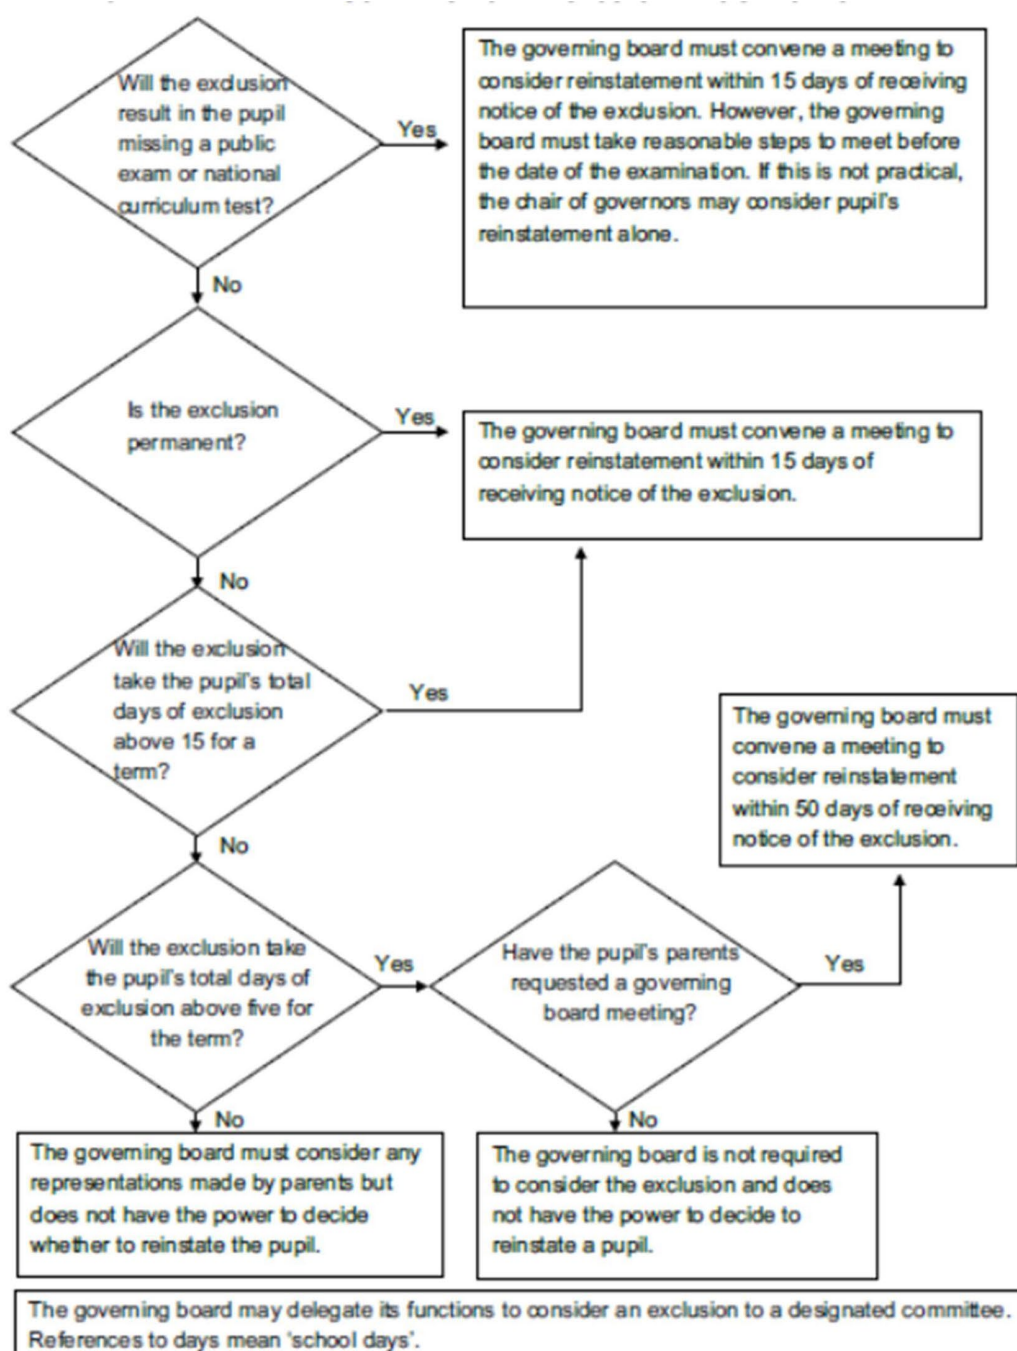 Will the exclusion
result in the pupil
missing a public
exam or national
curriculum test?
Yes
The governing board must convene a meeting to
consider reinstatement within 15 days of receiving
notice of the exclusion. However, the governing
board must take reasonable steps to meet before
the date of the examination. If this is not practical,
the chair of governors may consider pupil's
reinstatement alone.
No
Is the exclusion
permanent?
Yes
The governing board must convene a meeting to
consider reinstatement within 15 days of
receiving notice of the exclusion.
No
Will the exclusion
take the pupil's total
days of exclusion
above 15 for a
term?
Yes
The governing board must
convene a meeting to
consider reinstatement
within 50 days of receiving
notice of the exclusion.
No
Will the exclusion take
the pupil's total days of
exclusion above five for
the term?
Yes
Have the pupil's parents
requested a governing
board meeting?
Yes
No
The governing board must consider any
representations made by parents but
does not have the power to decide
whether to reinstate the pupil.
No
The governing board is not required
to consider the exclusion and does
not have the power to decide to
reinstate a pupil.
The governing board may delegate its functions to consider an exclusion to a designated committee.
References to days mean 'school days'.